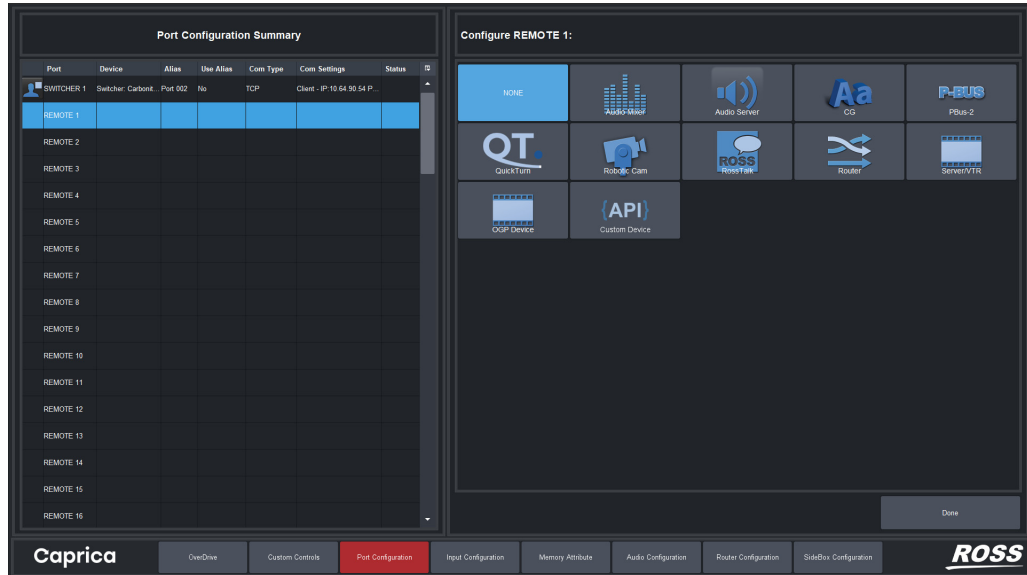 Port Configuration Summary
Port Device Alias Use Alias Com Type Com Settings Status
SWITCHER 1 Switcher: Carbonit... Port 002 No TCP Client - IP:10.64.90.54 P...
REMOTE 1
REMOTE 2
REMOTE 3
REMOTE 4
REMOTE 5
REMOTE 6
REMOTE 7
REMOTE 8
REMOTE 9
REMOTE 10
REMOTE 11
REMOTE 12
REMOTE 13
REMOTE 14
REMOTE 15
REMOTE 16
Configure REMOTE 1:
NONE
Audio Mixer
Audio Server
Aa
CG
P-BUS
PBus-2
QT.
QuickTurn
Robotic Cam
ROSS
RossTalk
Router
Server/VTR
OGP Device
{API}
Custom Device
Done
Caprica OverDrive Custom Controls Port Configuration Input Configuration Memory Attribute Audio Configuration Router Configuration SideBox Configuration ROSS